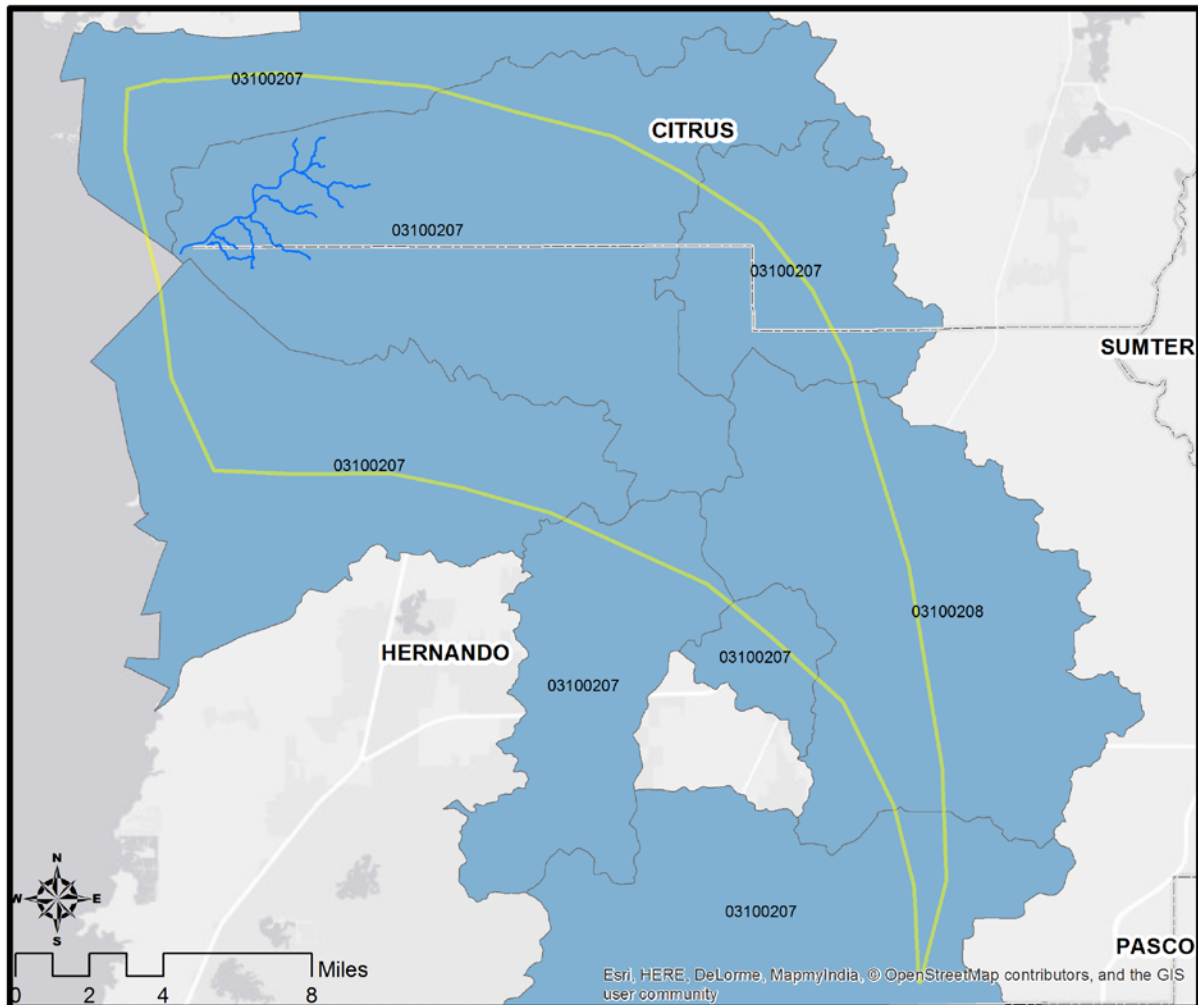 03100207
CITRUS
03100207
03100207
SUMTER
03100207
03100208
HERNANDO
03100207
03100207
03100207
PASCO
N
W E
S
Miles
0 2 4 8
Esri, HERE, DeLorme, MapmyIndia, © OpenStreetMap contributors, and the GIS
user community